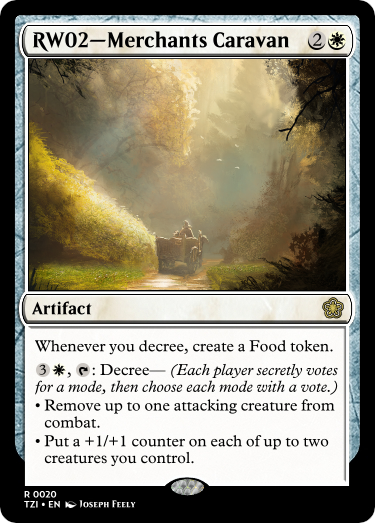 RW02—Merchants Caravan 2
Artifact
Whenever you decree, create a Food token.
3, : Decree— (Each player secretly votes
for a mode, then choose each mode with a vote.)
• Remove up to one attacking creature from
combat.
• Put a +1/+1 counter on each of up to two
creatures you control.
R 0020
TZI • EN Joseph Feely